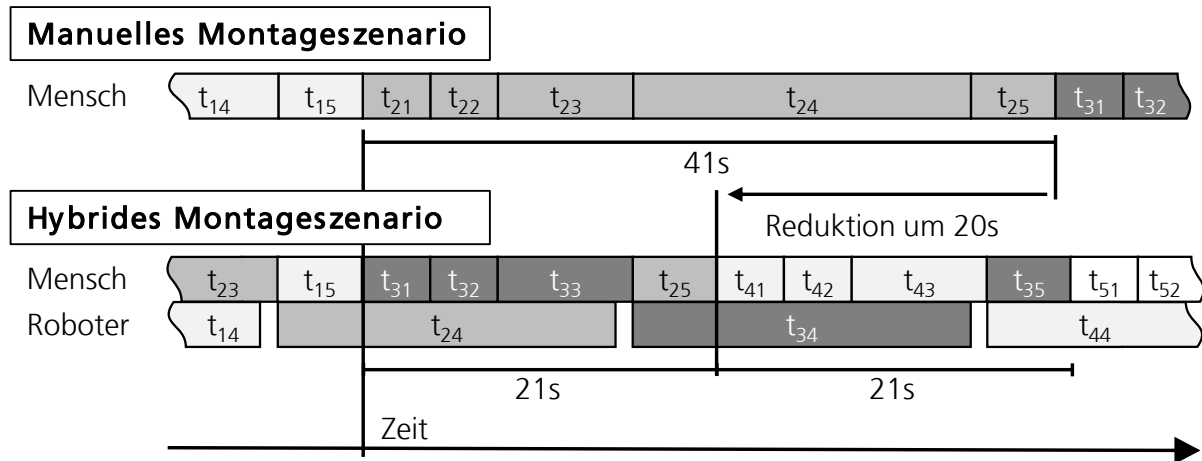 Manuelles Montageszenario
Mensch t14 t15 t21 t22 t23 t24 t25 t31 t32
41s
Hybrides Montageszenario
Reduktion um 20s
Mensch t23 t15 t31 t32 t33 t25 t41 t42 t43 t35 t51 t52
Roboter t14 t24 t34 t44
21s 21s
Zeit